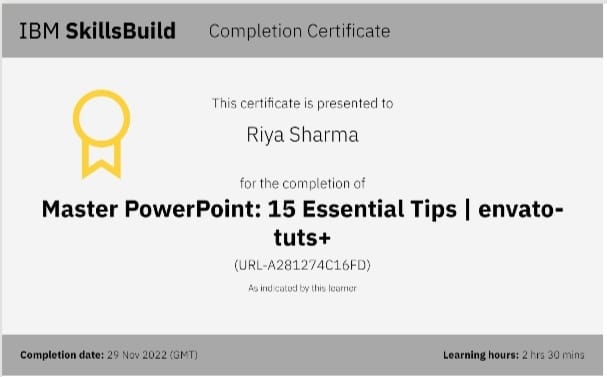 IBM SkillsBuild Completion Certificate
This certificate is presented to
Riya Sharma
for the completion of
Master PowerPoint: 15 Essential Tips | envato-
tuts+
(URL-A281274C16FD)
As indicated by this learner
Completion date: 29 Nov 2022 (GMT) Learning hours: 2 hrs 30 mins